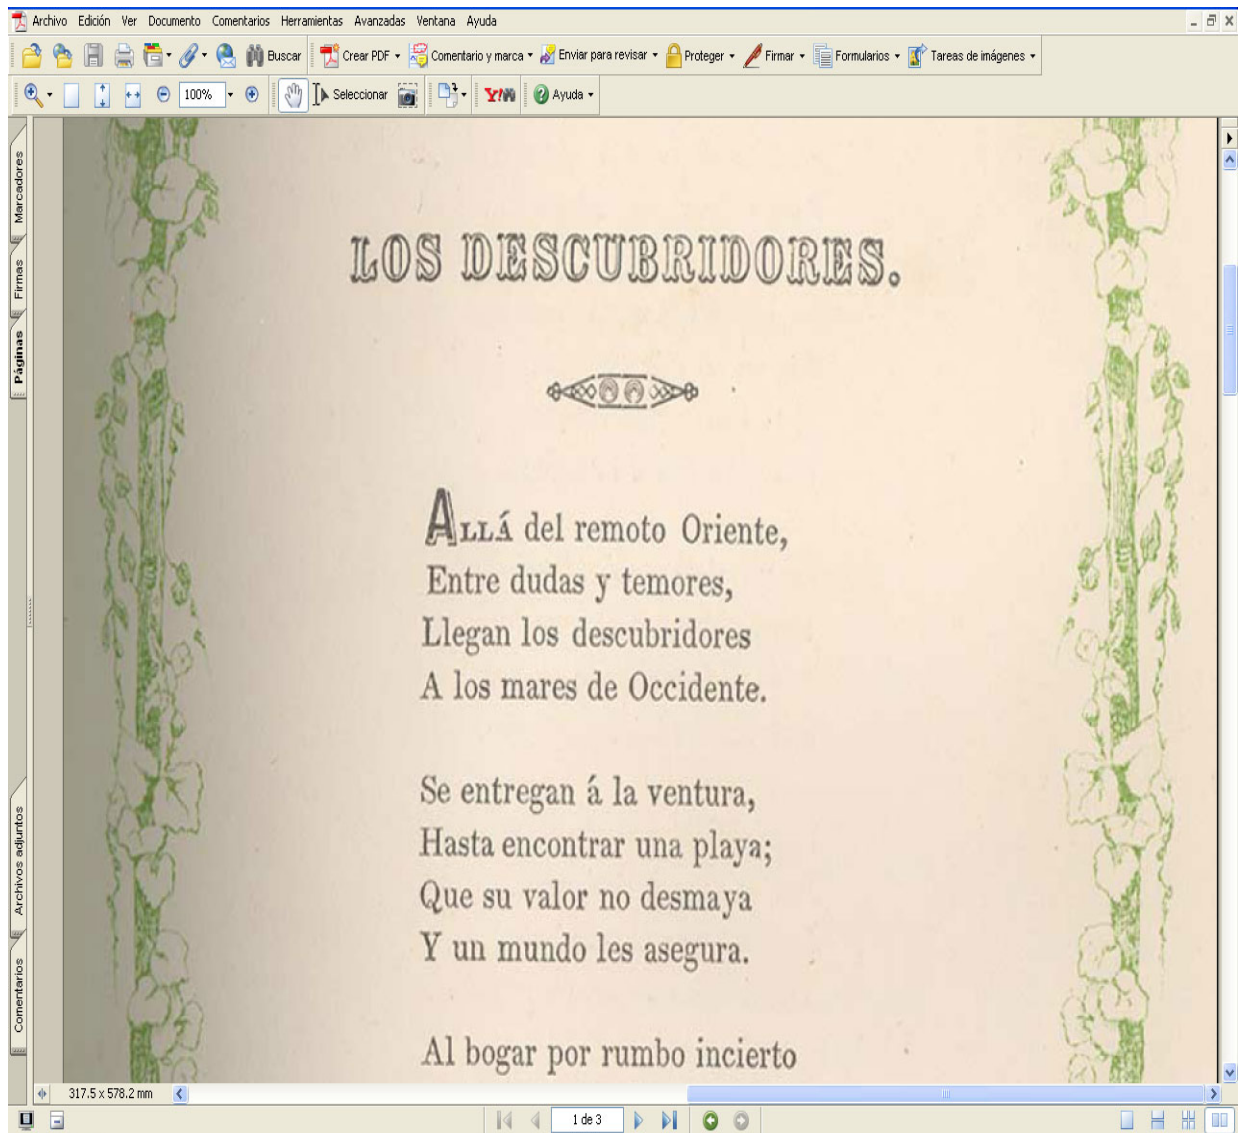 Archivo Edición Ver Documento Comentarios Herramientas Avanzadas Ventana Ayuda
Buscar Crear PDF Comentario y marca Enviar para revisar Proteger Firmar Formularios Tareas de imágenes
100% Seleccionar Y! Ayuda
Marcadores
Firmas
Páginas
Archivos adjuntos
Comentarios
LOS DESCUBRIDORES.
ALLÁ del remoto Oriente,
Entre dudas y temores,
Llegan los descubridores
A los mares de Occidente.
Se entregan á la ventura,
Hasta encontrar una playa;
Que su valor no desmaya
Y un mundo les asegura.
Al bogar por rumbo incierto
317.5 x 578.2 mm
1 de 3